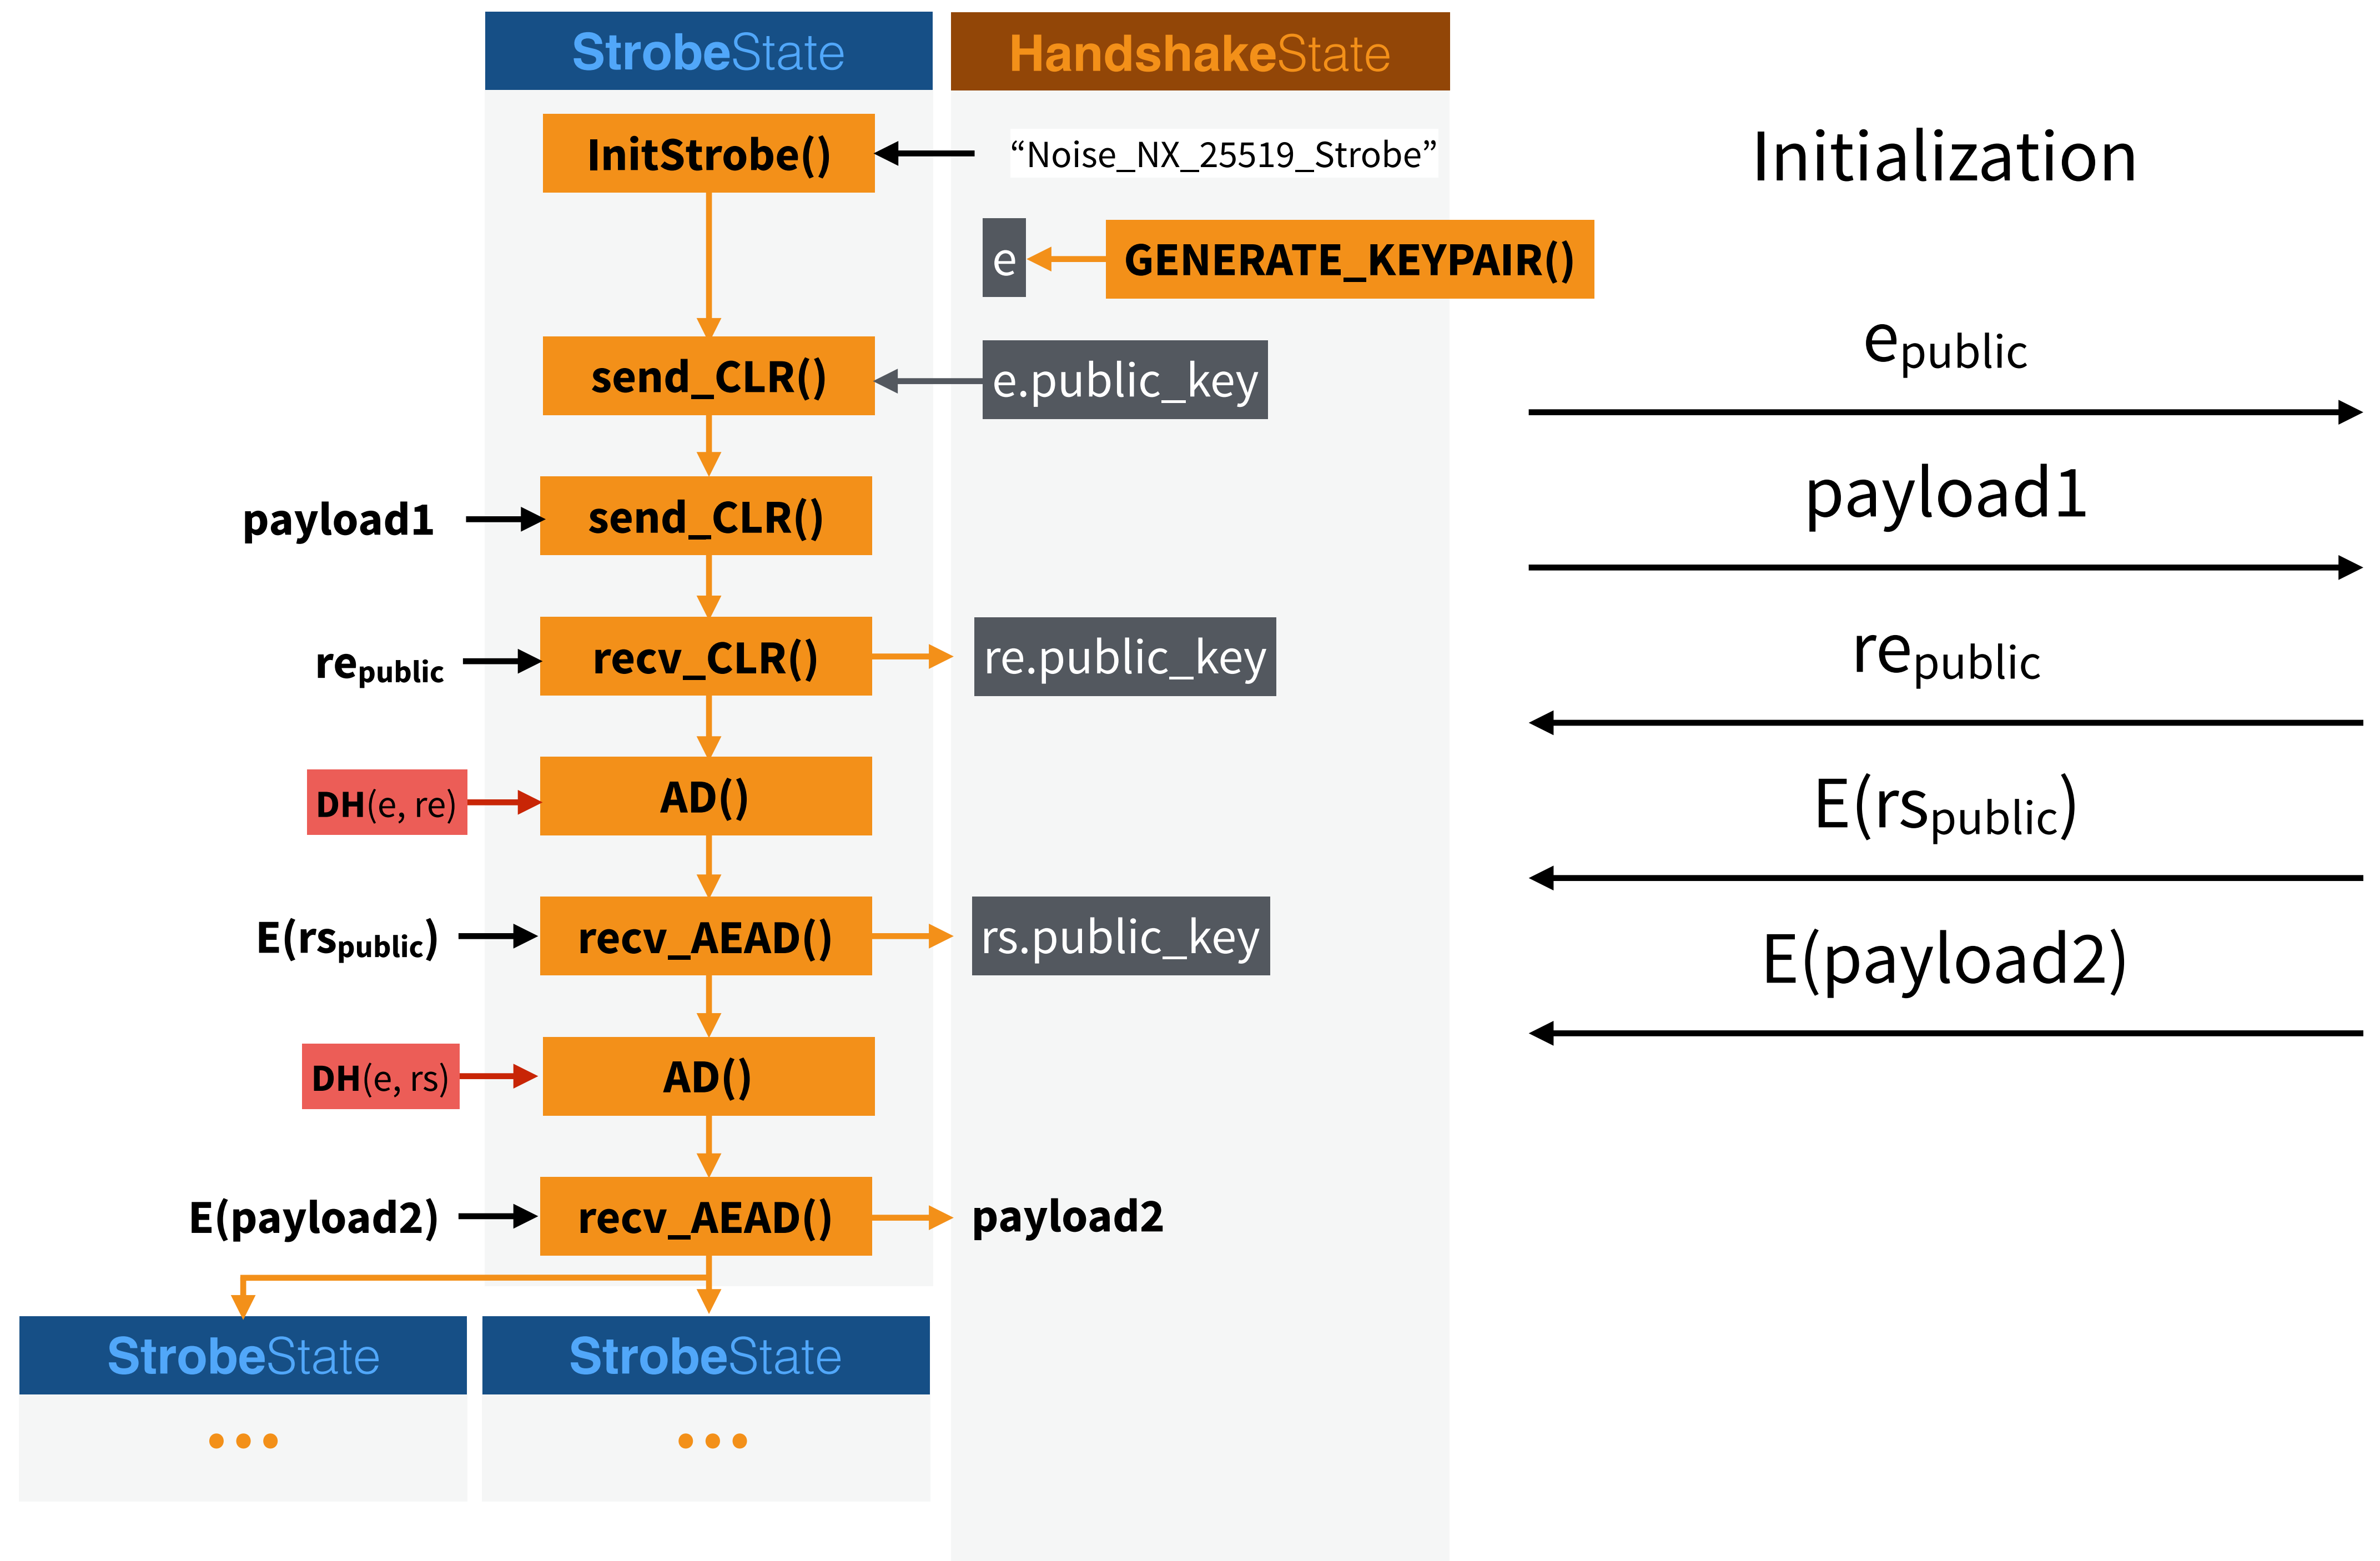 StrobeState
HandshakeState
InitStrobe()
“Noise_NX_25519_Strobe”
Initialization
e
GENERATE_KEYPAIR()
send_CLR()
e.public_key
epublic
payload1
send_CLR()
payload1
republic
recv_CLR()
re.public_key
republic
DH(e, re)
AD()
E(rspublic)
E(rspublic)
recv_AEAD()
rs.public_key
E(payload2)
DH(e, rs)
AD()
E(payload2)
recv_AEAD()
payload2
StrobeState
StrobeState
•••
•••